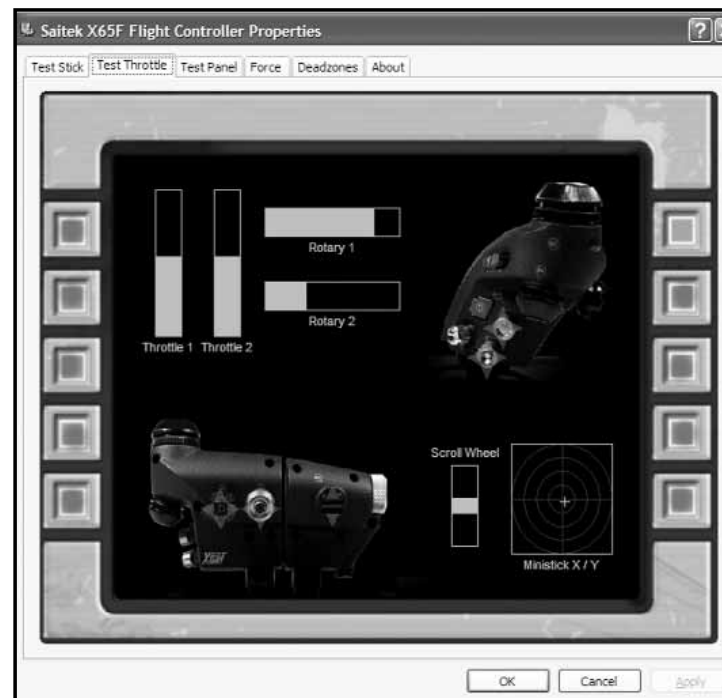 Saitek X65F Flight Controller Properties
?
Test Stick Test Throttle Test Panel Force Deadzones About
Rotary 1
Rotary 2
Throttle 1 Throttle 2
Scroll Wheel
X65F
Ministick X / Y
OK Cancel Apply